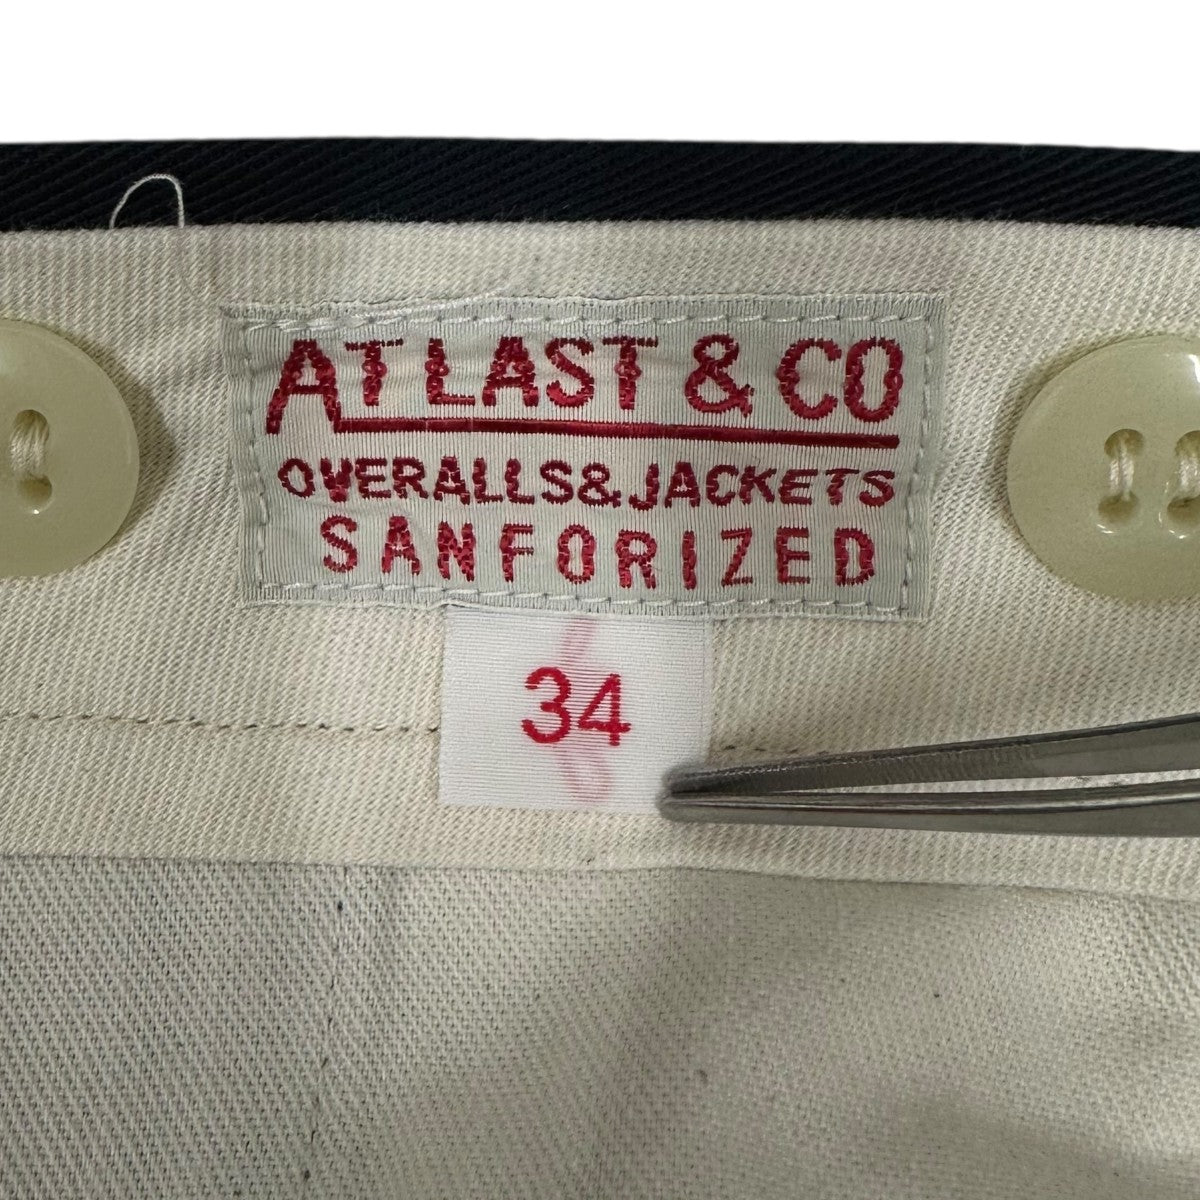 AT LAST & CO
OVERALLS&JACKETS
SANFORIZED
34